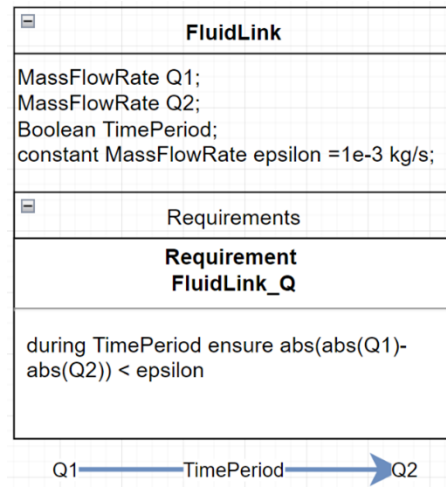 FluidLink
MassFlowRate Q1;
MassFlowRate Q2;
Boolean TimePeriod;
constant MassFlowRate epsilon =1e-3 kg/s;
Requirements
Requirement
FluidLink_Q
during TimePeriod ensure abs(abs(Q1)-
abs(Q2)) < epsilon
Q1 TimePeriod Q2